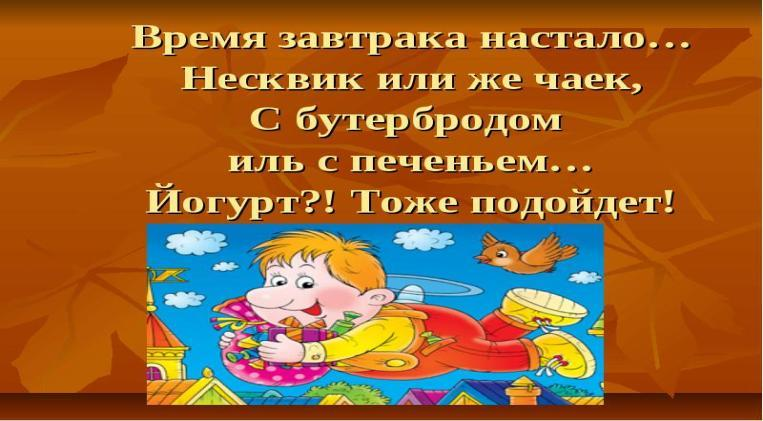 Время завтрака настало…
Несквик или же чаек,
С бутербродом
иль с печеньем…
Йогурт?! Тоже подойдет!